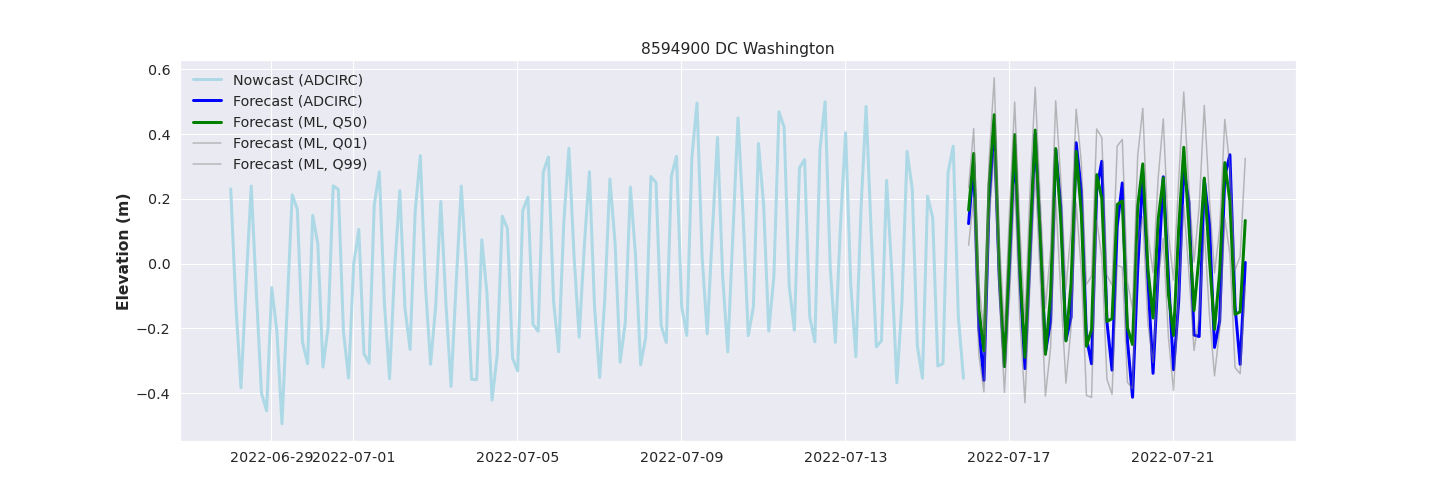 8594900 DC Washington
0.6
0.4
0.2
0.0
−0.2
−0.4
Elevation (m)
Nowcast (ADCIRC)
Forecast (ADCIRC)
Forecast (ML, Q50)
Forecast (ML, Q01)
Forecast (ML, Q99)
2022-06-29 2022-07-01 2022-07-05 2022-07-09 2022-07-13 2022-07-17 2022-07-21